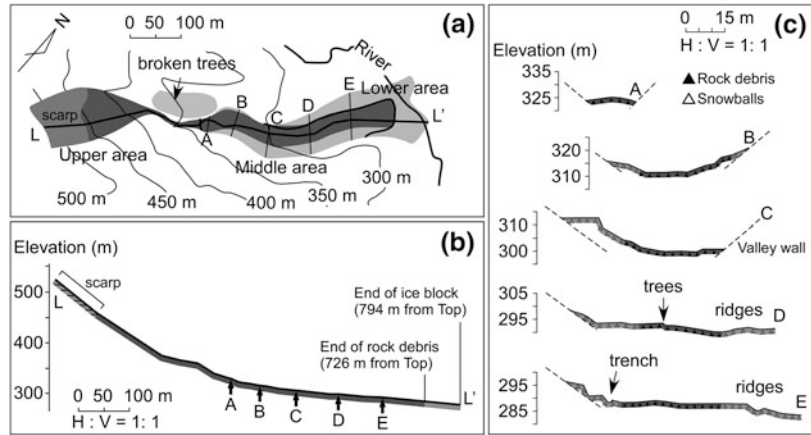 (a)
N
0 50 100 m
broken trees
River
Lower area
scarp
L
A
B
C
D
E
L'
Upper area
Middle area
500 m
450 m
400 m
350 m
300 m
(b)
Elevation (m)
500
400
300
L
scarp
End of ice block
(794 m from Top)
End of rock debris
(726 m from Top)
L'
0 50 100 m
H : V = 1: 1
A
B
C
D
E
(c)
0 15 m
H : V = 1: 1
Elevation (m)
▲Rock debris
△Snowballs
335
325
A
320
310
B
310
300
C
Valley wall
305
295
trees
ridges
D
295
285
trench
ridges
E